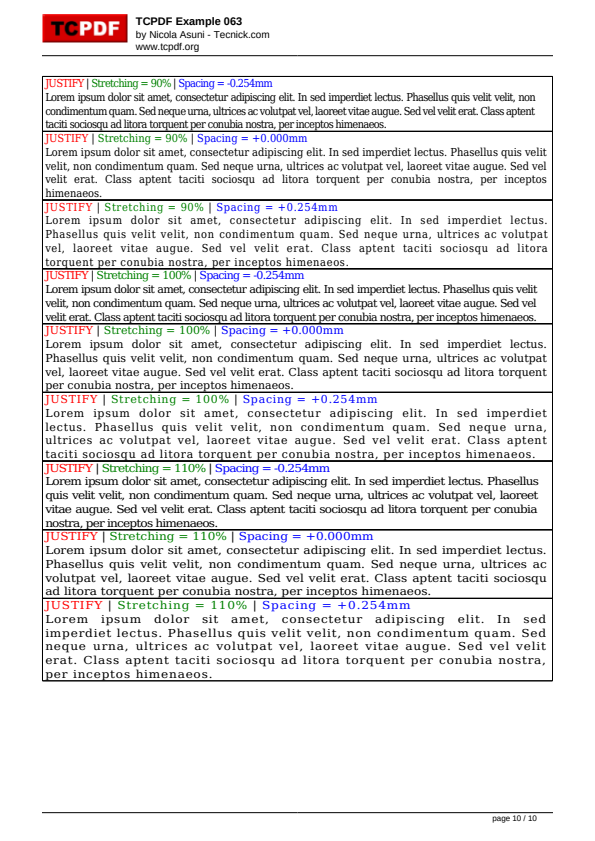 TCPDF
TCPDF Example 063
by Nicola Asuni - Tecnick.com
www.tcpdf.org
JUSTIFY | Stretching = 90% | Spacing = -0.254mm
Lorem ipsum dolor sit amet, consectetur adipiscing elit. In sed imperdiet lectus. Phasellus quis velit velit, non
condimentum quam. Sed neque urna, ultrices ac volutpat vel, laoreet vitae augue. Sed vel velit erat. Class aptent
taciti sociosqu ad litora torquent per conubia nostra, per inceptos himenaeos.
JUSTIFY | Stretching = 90% | Spacing = +0.000mm
Lorem ipsum dolor sit amet, consectetur adipiscing elit. In sed imperdiet lectus. Phasellus quis velit
velit, non condimentum quam. Sed neque urna, ultrices ac volutpat vel, laoreet vitae augue. Sed vel
velit erat. Class aptent taciti sociosqu ad litora torquent per conubia nostra, per inceptos
himenaeos.
JUSTIFY | Stretching = 90% | Spacing = +0.254mm
Lorem ipsum dolor sit amet, consectetur adipiscing elit. In sed imperdiet lectus.
Phasellus quis velit velit, non condimentum quam. Sed neque urna, ultrices ac volutpat
vel, laoreet vitae augue. Sed vel velit erat. Class aptent taciti sociosqu ad litora
torquent per conubia nostra, per inceptos himenaeos.
JUSTIFY | Stretching = 100% | Spacing = -0.254mm
Lorem ipsum dolor sit amet, consectetur adipiscing elit. In sed imperdiet lectus. Phasellus quis velit
velit, non condimentum quam. Sed neque urna, ultrices ac volutpat vel, laoreet vitae augue. Sed vel
velit erat. Class aptent taciti sociosqu ad litora torquent per conubia nostra, per inceptos himenaeos.
JUSTIFY | Stretching = 100% | Spacing = +0.000mm
Lorem ipsum dolor sit amet, consectetur adipiscing elit. In sed imperdiet lectus.
Phasellus quis velit velit, non condimentum quam. Sed neque urna, ultrices ac volutpat
vel, laoreet vitae augue. Sed vel velit erat. Class aptent taciti sociosqu ad litora torquent
per conubia nostra, per inceptos himenaeos.
JUSTIFY | Stretching = 100% | Spacing = +0.254mm
Lorem ipsum dolor sit amet, consectetur adipiscing elit. In sed imperdiet
lectus. Phasellus quis velit velit, non condimentum quam. Sed neque urna,
ultrices ac volutpat vel, laoreet vitae augue. Sed vel velit erat. Class aptent
taciti sociosqu ad litora torquent per conubia nostra, per inceptos himenaeos.
JUSTIFY | Stretching = 110% | Spacing = -0.254mm
Lorem ipsum dolor sit amet, consectetur adipiscing elit. In sed imperdiet lectus. Phasellus
quis velit velit, non condimentum quam. Sed neque urna, ultrices ac volutpat vel, laoreet
vitae augue. Sed vel velit erat. Class aptent taciti sociosqu ad litora torquent per conubia
nostra, per inceptos himenaeos.
JUSTIFY | Stretching = 110% | Spacing = +0.000mm
Lorem ipsum dolor sit amet, consectetur adipiscing elit. In sed imperdiet lectus.
Phasellus quis velit velit, non condimentum quam. Sed neque urna, ultrices ac
volutpat vel, laoreet vitae augue. Sed vel velit erat. Class aptent taciti sociosqu
ad litora torquent per conubia nostra, per inceptos himenaeos.
JUSTIFY | Stretching = 110% | Spacing = +0.254mm
Lorem ipsum dolor sit amet, consectetur adipiscing elit. In sed
imperdiet lectus. Phasellus quis velit velit, non condimentum quam. Sed
neque urna, ultrices ac volutpat vel, laoreet vitae augue. Sed vel velit
erat. Class aptent taciti sociosqu ad litora torquent per conubia nostra,
per inceptos himenaeos.
page 10 / 10